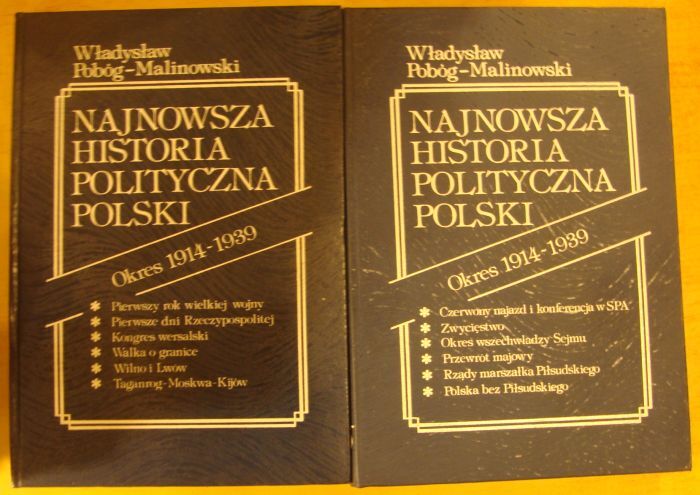 Władysław
Pobóg-Malinowski
NAJNOWSZA
HISTORIA
POLITYCZNA
POLSKI
Okres 1914-1939
* Pierwszy rok wielkiej wojny
* Pierwsze dni Rzeczypospolitej
* Kongres wersalski
* Walka o granice
* Wilno i Lwów
* Taganrog-Moskwa-Kijów
Władysław
Pobóg-Malinowski
NAJNOWSZA
HISTORIA
POLITYCZNA
POLSKI
Okres 1914-1939
* Czerwony najazd i konferencja w SPA
* Zwycięstwo
* Okres wszechwładzy Sejmu
* Przewrót majowy
* Rządy marszałka Piłsudskiego
* Polska bez Piłsudskiego